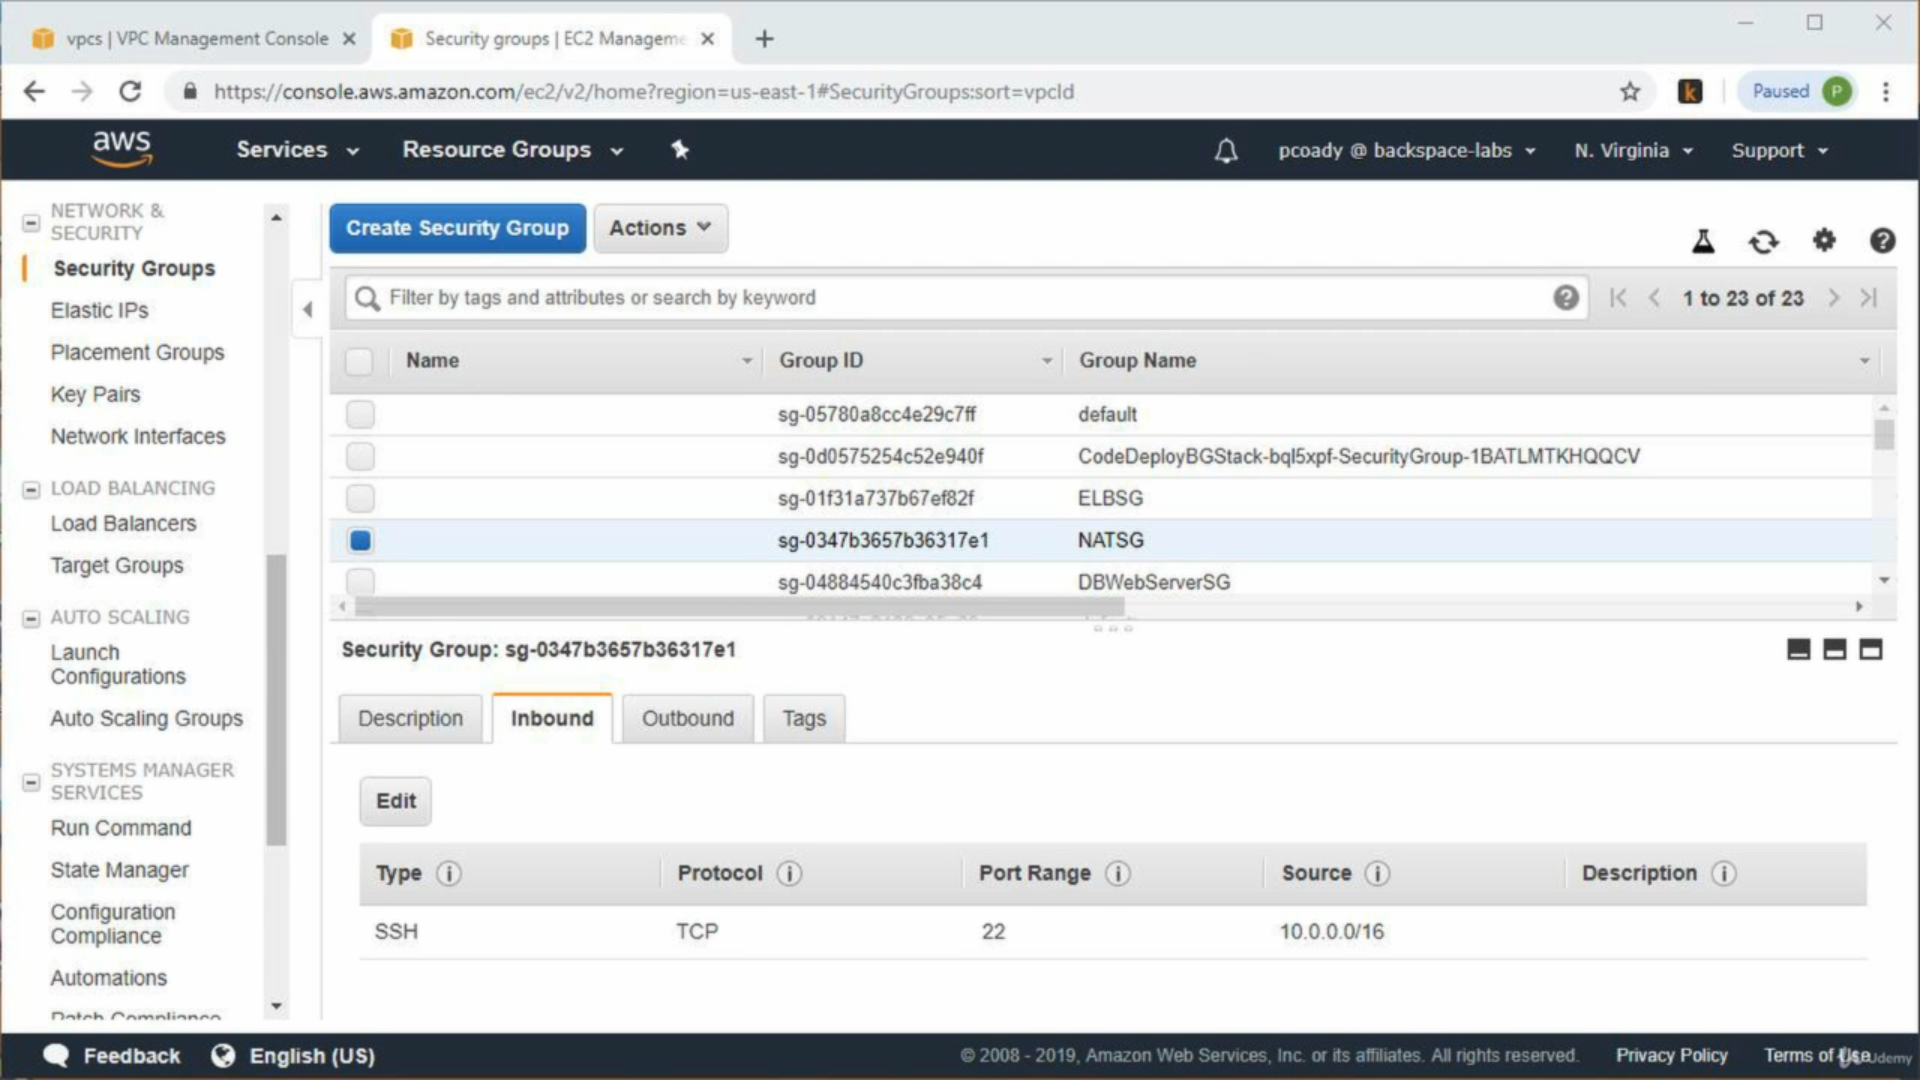 vpcs | VPC Management Console
Security groups | EC2 Manageme
https://console.aws.amazon.com/ec2/v2/home?region=us-east-1#SecurityGroups:sort=vpcId
k
Paused P
aws
Services
Resource Groups
pcoady @ backspace-labs
N. Virginia
Support
NETWORK &
SECURITY
Security Groups
Elastic IPs
Placement Groups
Key Pairs
Network Interfaces
LOAD BALANCING
Load Balancers
Target Groups
AUTO SCALING
Launch
Configurations
Auto Scaling Groups
SYSTEMS MANAGER
SERVICES
Run Command
State Manager
Configuration
Compliance
Automations
Patch Compliance
Create Security Group
Actions
Filter by tags and attributes or search by keyword
1 to 23 of 23
Name Group ID Group Name
sg-05780a8cc4e29c7ff default
sg-0d0575254c52e940f CodeDeployBGStack-bql5xpf-SecurityGroup-1BATLMTKHQQCV
sg-01f31a737b67ef82f ELBSG
sg-0347b3657b36317e1 NATSG
sg-04884540c3fba38c4 DBWebServerSG
Security Group: sg-0347b3657b36317e1
Description Inbound Outbound Tags
Edit
Type Protocol Port Range Source Description
SSH TCP 22 10.0.0.0/16
Feedback
English (US)
© 2008 - 2019, Amazon Web Services, Inc. or its affiliates. All rights reserved.
Privacy Policy
Terms of Use
Udemy